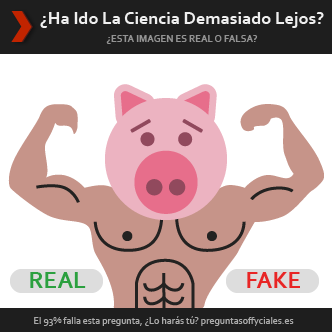 ¿Ha Ido La Ciencia Demasiado Lejos?
¿ESTA IMAGEN ES REAL O FALSA?
REAL FAKE
El 93% falla esta pregunta, ¿Lo harás tú? preguntasoffyciales.es